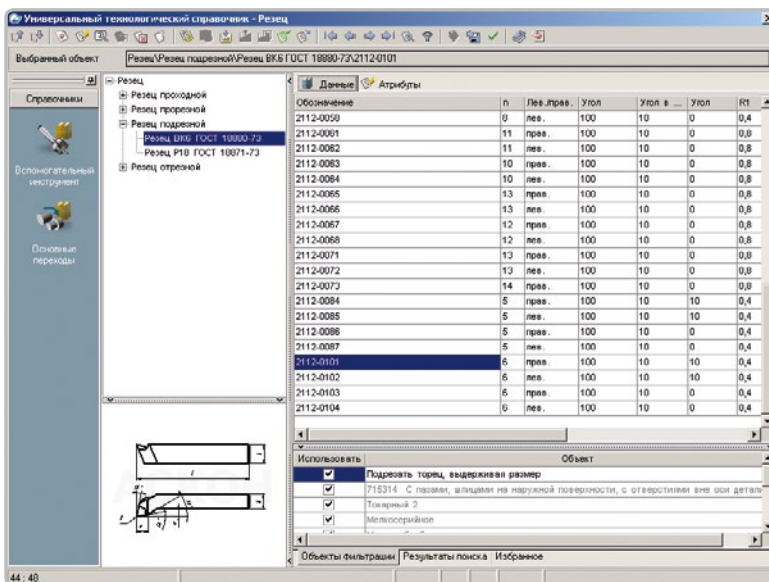 Универсальный технологический справочник - Резец
Выбранный объект Резец\Резец подрезной\Резец ВК6 ГОСТ 18880-73\2112-0101
Справочники
Вспомогательный инструмент
Основные переходы
Резец
Резец проходной
Резец прорезной
Резец подрезной
Резец ВК6 ГОСТ 18880-73
Резец Р18 ГОСТ 18871-73
Резец отрезной
Данные Атрибуты
Обозначение n Лев./прав. Угол Угол в ... Угол R1
2112-0058 8 лев. 100 10 0 0,4
2112-0061 11 прав. 100 10 0 0,8
2112-0062 11 лев. 100 10 0 0,8
2112-0063 10 прав. 100 10 0 0,8
2112-0064 10 лев. 100 10 0 0,8
2112-0065 13 прав. 100 10 0 0,8
2112-0066 13 лев. 100 10 0 0,8
2112-0067 12 прав. 100 10 0 0,8
2112-0068 12 лев. 100 10 0 0,8
2112-0071 13 прав. 100 10 0 0,8
2112-0072 13 лев. 100 10 0 0,8
2112-0073 14 прав. 100 10 0 0,8
2112-0084 5 прав. 100 10 10 0,4
2112-0085 5 лев. 100 10 10 0,4
2112-0086 5 прав. 100 10 0 0,4
2112-0087 5 лев. 100 10 0 0,4
2112-0101 6 прав. 100 10 10 0,4
2112-0102 6 лев. 100 10 10 0,4
2112-0103 6 прав. 100 10 0 0,4
2112-0104 6 лев. 100 10 0 0,4
Использовать Объект
Подрезать торец, выдерживая размер
715314 С пазами, шлицами на наружной поверхности, с отверстиями вне оси детали
Токарный 2
Мелкосерийное
Объекты фильтрации Результаты поиска Избранное
44 : 48